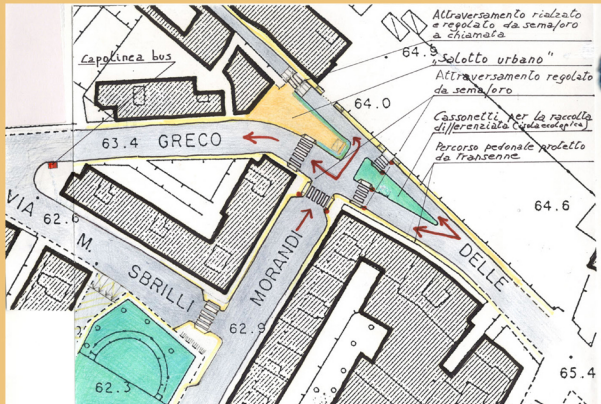 Attraversamento rialzato
e regolato da semaforo
a chiamata
64.9
Capolinea bus
"Salotto urbano"
Attraversamento regolato
da semaforo
64.0
Cassonetti per la raccolta
differenziata (isola ecologica)
63.4 GRECO
Percorso pedonale protetto
da transenne
64.6
VIA
62.6
M.
SBRILLI
MORANDI
DELLE
62.9
62.3
65.4